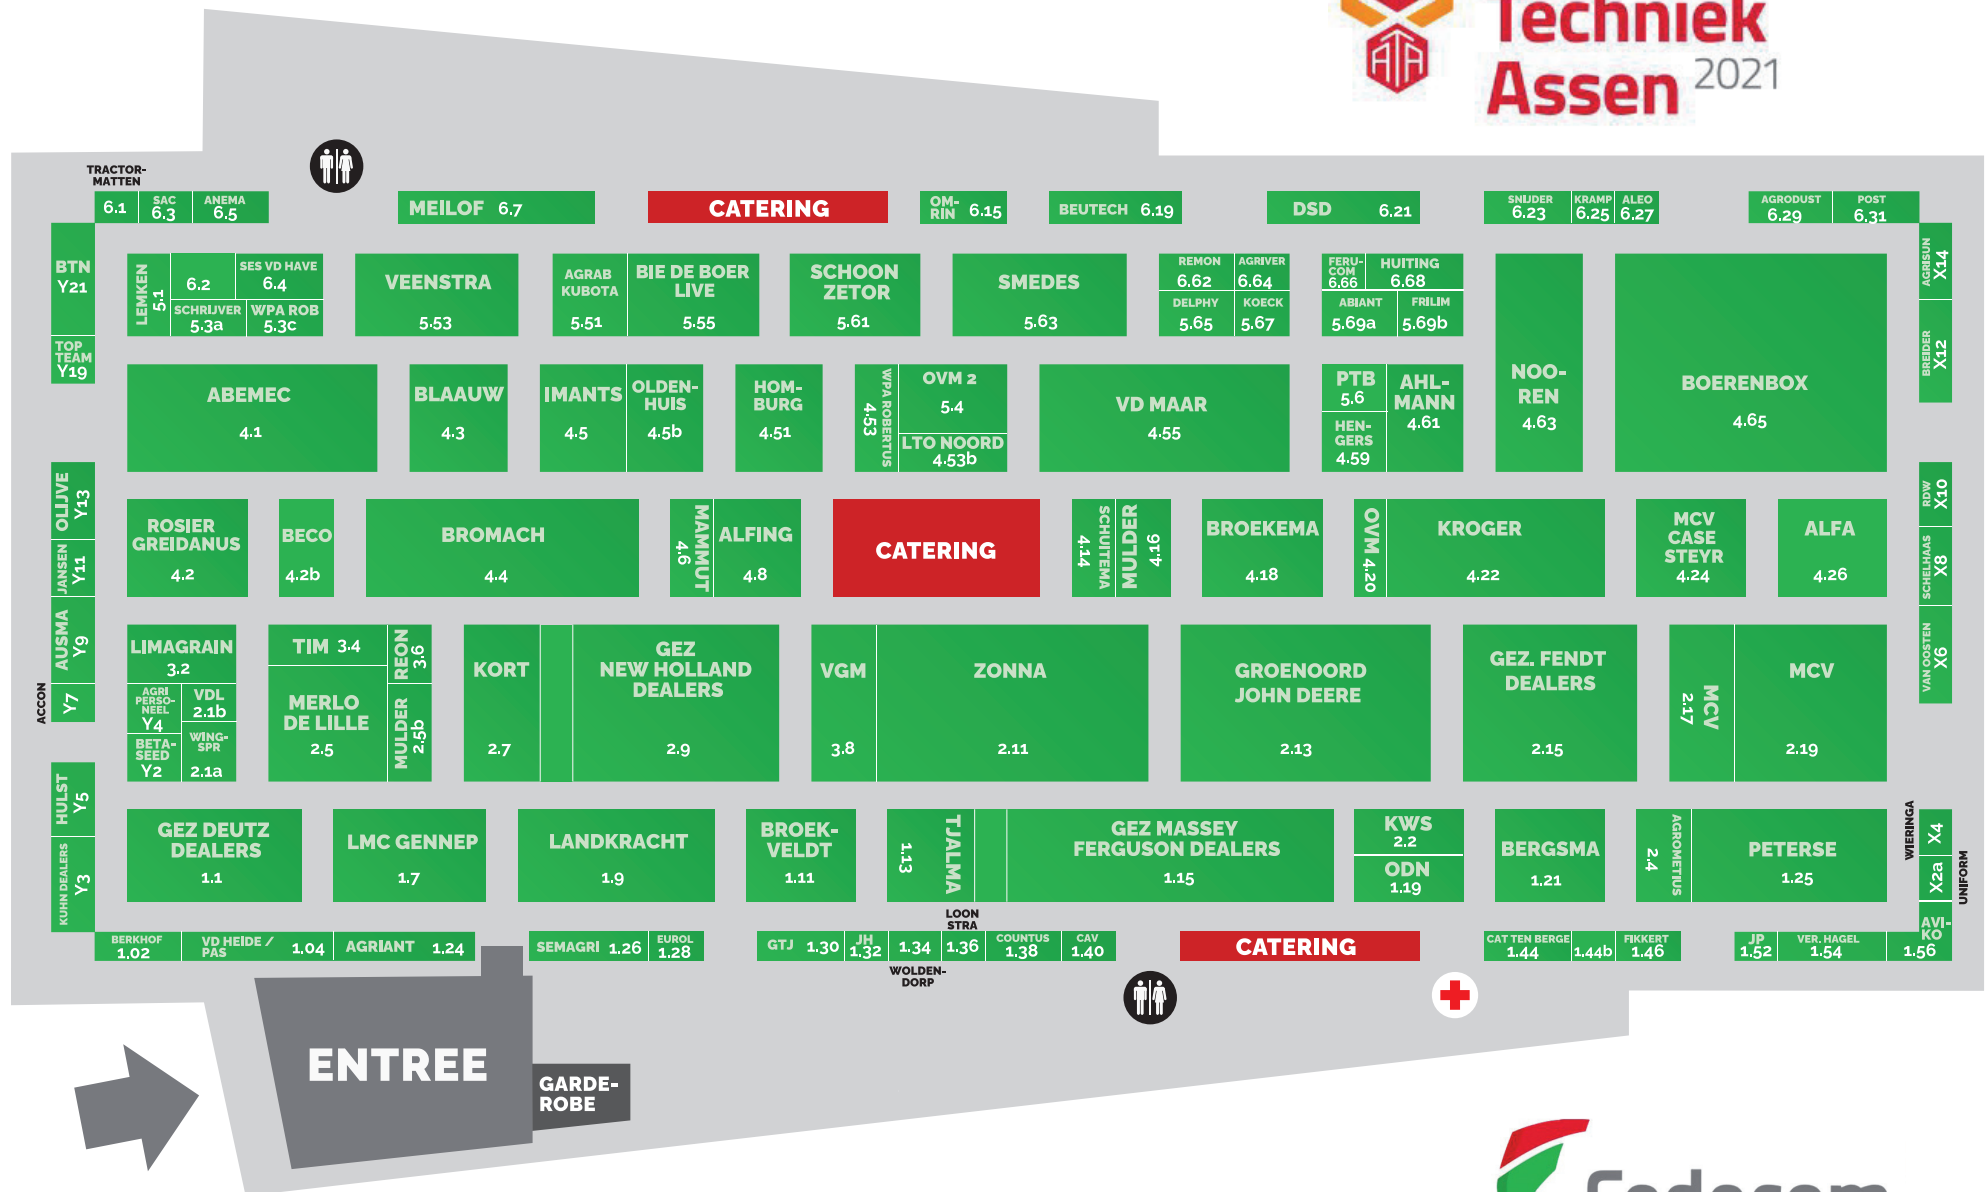 Techniek
Assen 2021
TRACTOR-
MATTEN
6.1
SAC
6.3
ANEMA
6.5
MEILOF 6.7
CATERING
OM-
RIN 6.15
BEUTECH 6.19
DSD 6.21
SNIJDER
6.23
KRAMP
6.25
ALEO
6.27
AGRODUST
6.29
POST
6.31
BTN
Y21
TOP
TEAM
Y19
LEMKEN
5.1
6.2
SES VD HAVE
6.4
SCHRIJVER
5.3a
WPA ROB
5.3c
VEENSTRA
5.53
AGRAB
KUBOTA
5.51
BIE DE BOER
LIVE
5.55
SCHOON
ZETOR
5.61
SMEDES
5.63
REMON
6.62
AGRIVER
6.64
DELPHY
5.65
KOECK
5.67
FERU-
COM
6.66
HUITING
6.68
ABIANT
5.69a
FRILIM
5.69b
NOO-
REN
4.63
BOERENBOX
4.65
AGRISUN
X14
BREIDER
X12
ABEMEC
4.1
BLAAUW
4.3
IMANTS
4.5
OLDEN-
HUIS
4.5b
HOM-
BURG
4.51
WPA ROBERTUS
4.53
OVM 2
5.4
LTO NOORD
4.53b
VD MAAR
4.55
PTB
5.6
HEN-
GERS
4.59
AHL-
MANN
4.61
OLIJVE
Y13
JANSEN
Y11
AUSMA
Y9
ACCON
Y7
ROSIER
GREIDANUS
4.2
BECO
4.2b
BROMACH
4.4
MAMMUT
4.6
ALFING
4.8
CATERING
SCHUITEMA
4.14
MULDER
4.16
BROEKEMA
4.18
OVM 4.20
KROGER
4.22
MCV
CASE
STEYR
4.24
ALFA
4.26
RDW
X10
SCHELHAAS
X8
VAN OOSTEN
X6
LIMAGRAIN
3.2
AGRI
PERSO-
NEEL
Y4
VDL
2.1b
BETA-
SEED
Y2
WING-
SPR
2.1a
TIM 3.4
REON
3.6
MERLO
DE LILLE
2.5
MULDER
2.5b
KORT
2.7
GEZ
NEW HOLLAND
DEALERS
2.9
VGM
3.8
ZONNA
2.11
GROENOORD
JOHN DEERE
2.13
GEZ. FENDT
DEALERS
2.15
MCV
2.17
MCV
2.19
HULST
Y5
KUHN DEALERS
Y3
GEZ DEUTZ
DEALERS
1.1
LMC GENNEP
1.7
LANDKRACHT
1.9
BROEK-
VELDT
1.11
TJALMA
1.13
GEZ MASSEY
FERGUSON DEALERS
1.15
KWS
2.2
ODN
1.19
BERGSMA
1.21
AGROMETIUS
2.4
PETERSE
1.25
WIERINGA
X4
X2a
UNIFORM
AVI-
KO
1.56
BERKHOF
1.02
VD HEIDE /
PAS 1.04
AGRIANT 1.24
SEMAGRI 1.26
EUROL
1.28
GTJ 1.30
JH
1.32
1.34
WOLDEN-
DORP
LOON
STRA
1.36
COUNTUS
1.38
CAV
1.40
CATERING
CAT TEN BERGE
1.44
1.44b
FIKKERT
1.46
JP
1.52
VER. HAGEL
1.54
ENTREE
GARDE-
ROBE